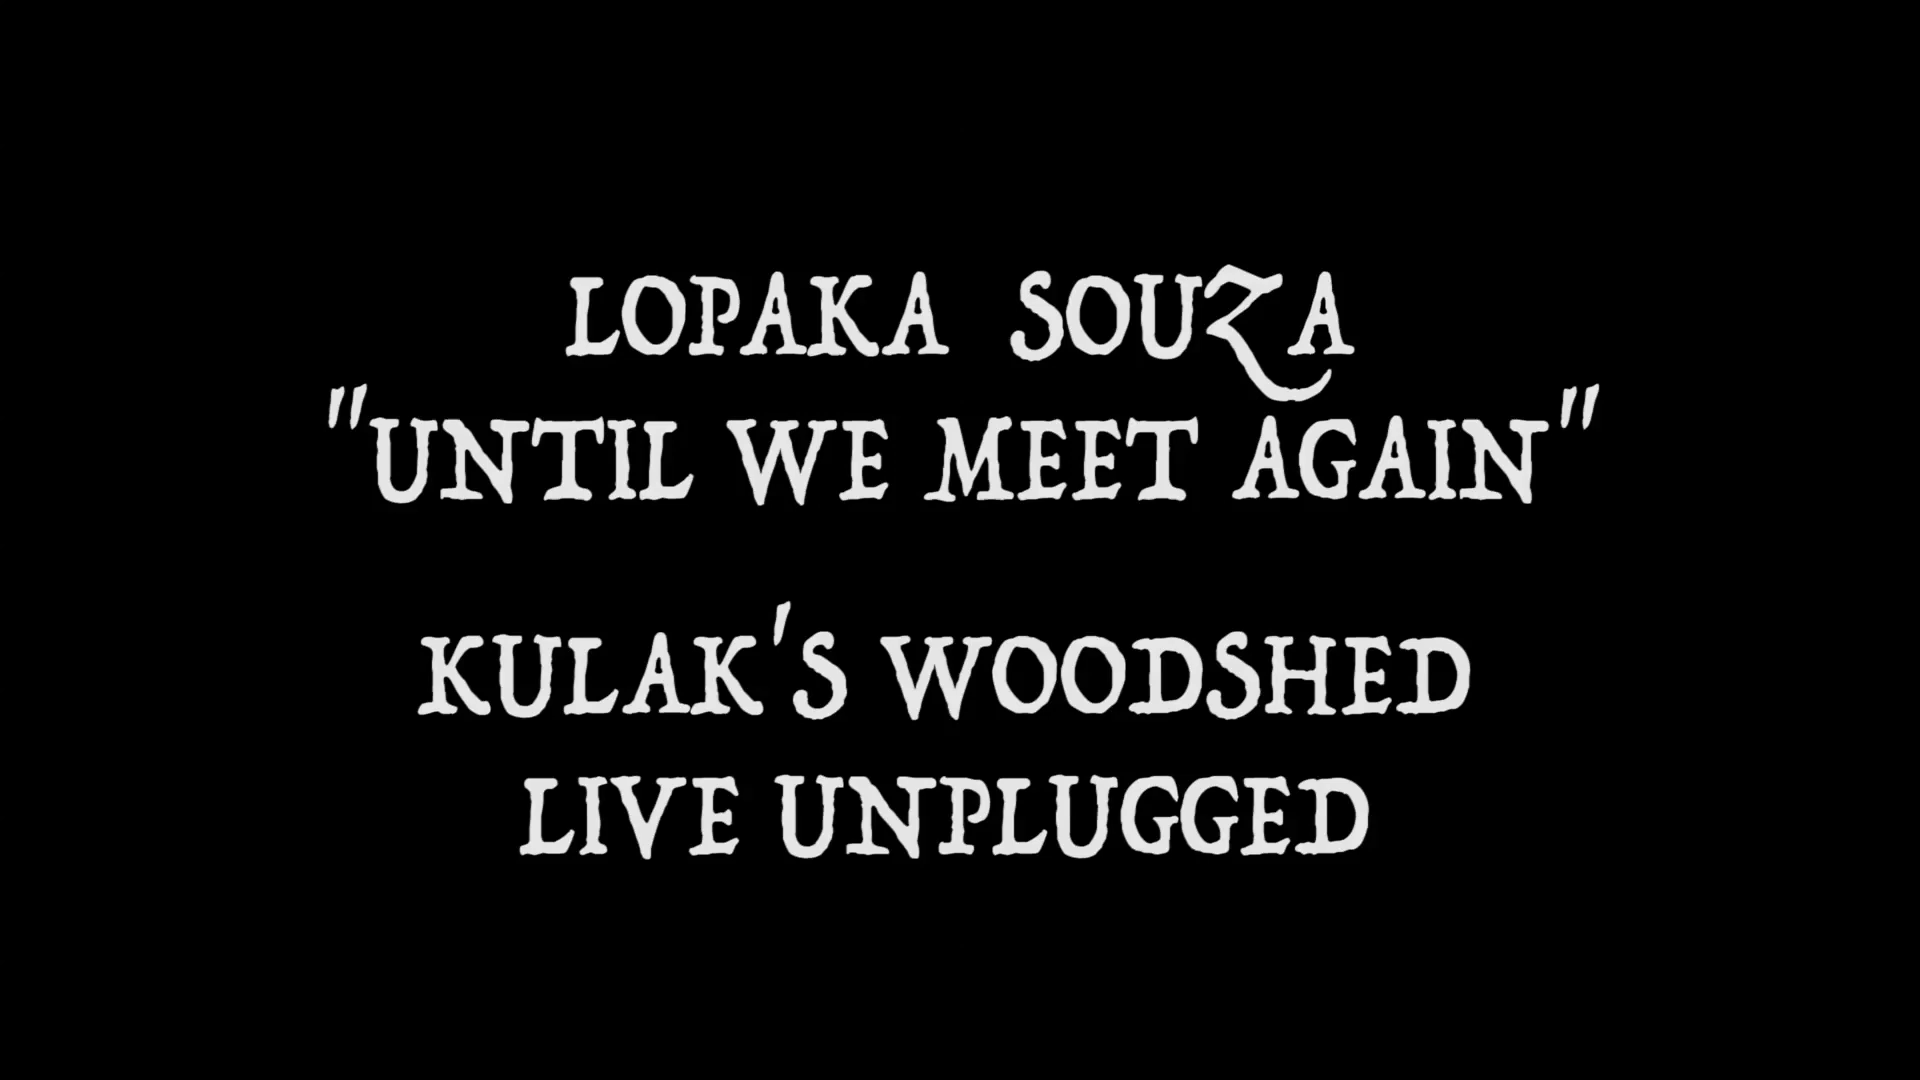 LOPAKA SOUZA
"UNTIL WE MEET AGAIN"
KULAK'S WOODSHED
LIVE UNPLUGGED